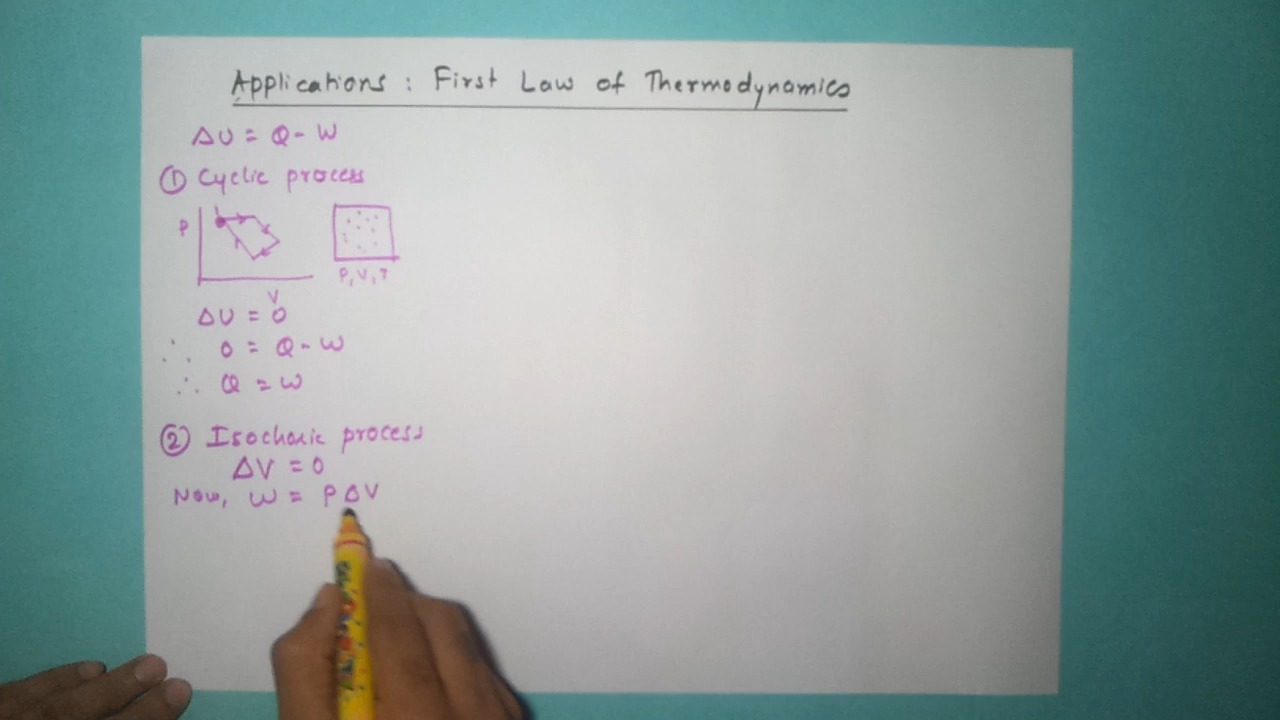 Applications : First Law of Thermodynamics
ΔU = Q - W
① Cyclic process
P
P, V, T
V
ΔU = 0
∴ 0 = Q - W
∴ Q = W
② Isochoric process
ΔV = 0
Now, W = PΔV